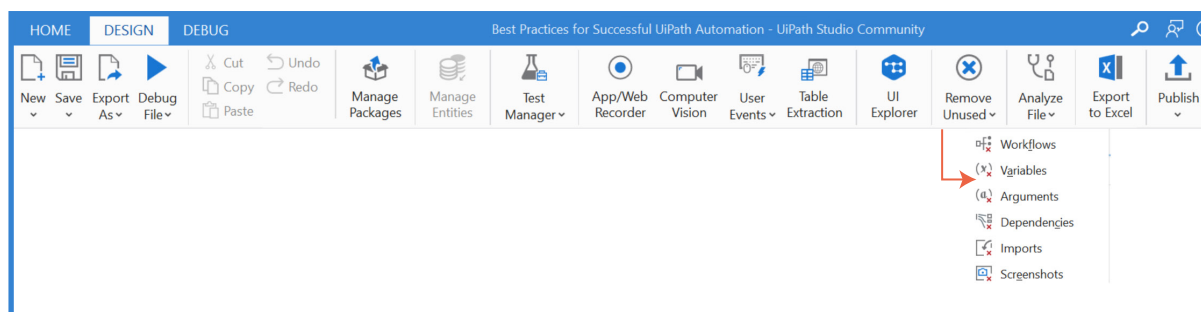 HOME DESIGN DEBUG Best Practices for Successful UiPath Automation - UiPath Studio Community
Cut Undo
Copy Redo
Paste
New Save Export As Debug File
Manage Packages
Manage Entities
Test Manager
App/Web Recorder
Computer Vision
User Events
Table Extraction
UI Explorer
Remove Unused
Analyze File
Export to Excel
Publish
Workflows
Variables
Arguments
Dependencies
Imports
Screenshots